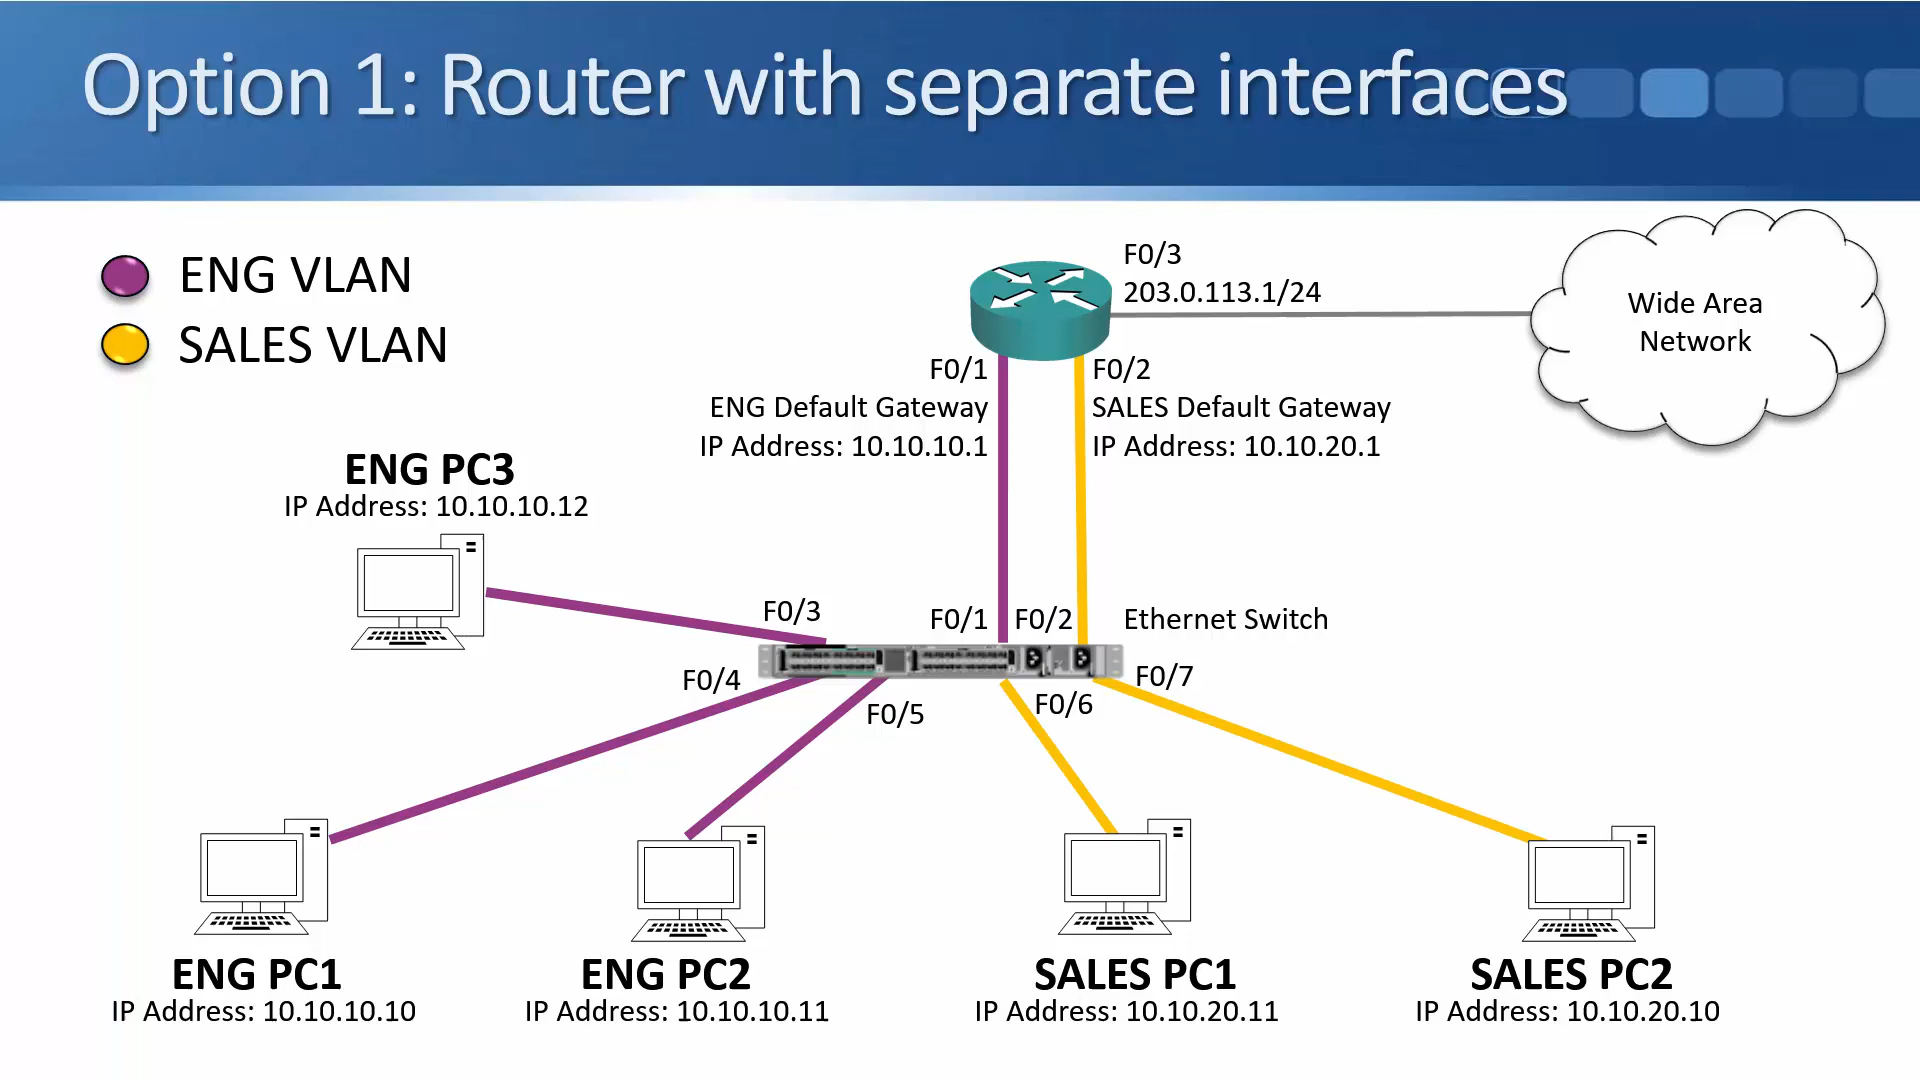 Option 1: Router with separate interfaces
ENG VLAN
SALES VLAN
F0/3
203.0.113.1/24
Wide Area
Network
F0/1
ENG Default Gateway
IP Address: 10.10.10.1
F0/2
SALES Default Gateway
IP Address: 10.10.20.1
ENG PC3
IP Address: 10.10.10.12
F0/3
F0/1
F0/2
Ethernet Switch
F0/4
F0/5
F0/6
F0/7
ENG PC1
IP Address: 10.10.10.10
ENG PC2
IP Address: 10.10.10.11
SALES PC1
IP Address: 10.10.20.11
SALES PC2
IP Address: 10.10.20.10